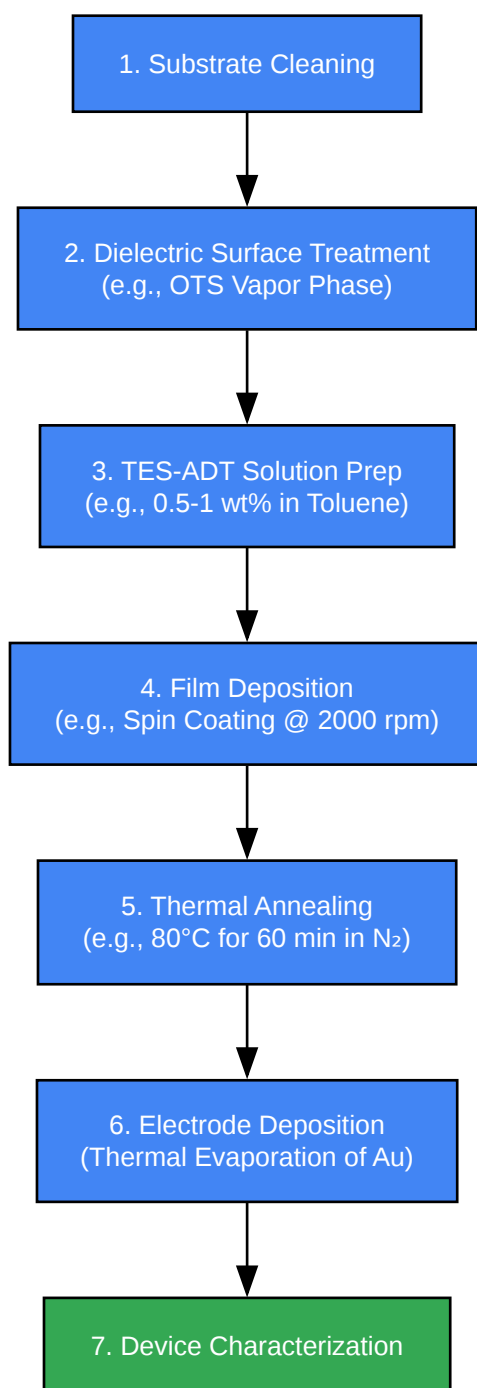 1. Substrate Cleaning
2. Dielectric Surface Treatment
(e.g., OTS Vapor Phase)
3. TES-ADT Solution Prep
(e.g., 0.5-1 wt% in Toluene)
4. Film Deposition
(e.g., Spin Coating @ 2000 rpm)
5. Thermal Annealing
(e.g., 80°C for 60 min in N₂)
6. Electrode Deposition
(Thermal Evaporation of Au)
7. Device Characterization